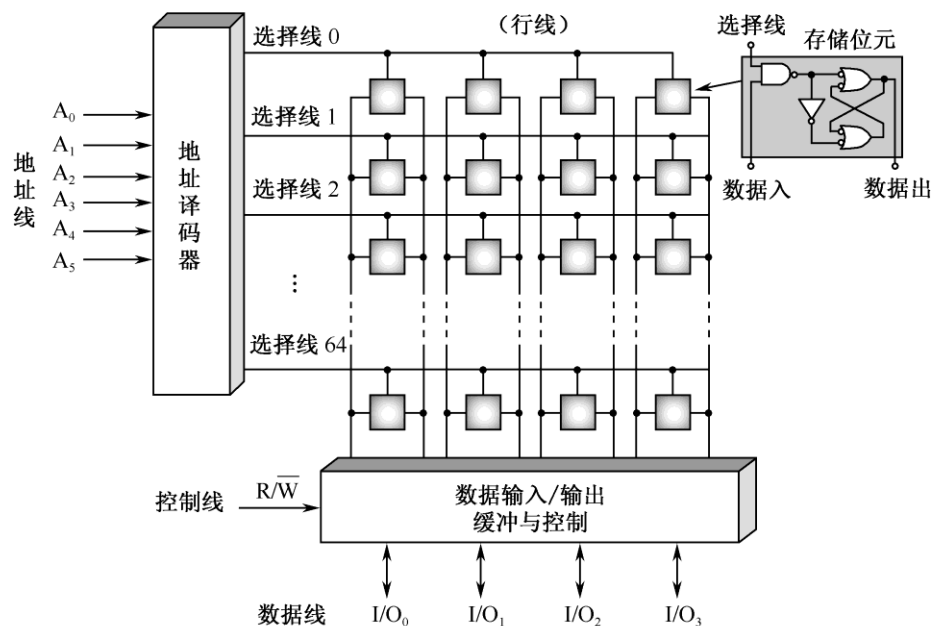 选择线 0
(行线)
选择线
存储位元
数据入
数据出
A₀
A₁
A₂
A₃
A₄
A₅
地址线
地址译码器
选择线 1
选择线 2
⋮
选择线 64
控制线
R/W̅
数据输入/输出
缓冲与控制
数据线
I/O₀
I/O₁
I/O₂
I/O₃